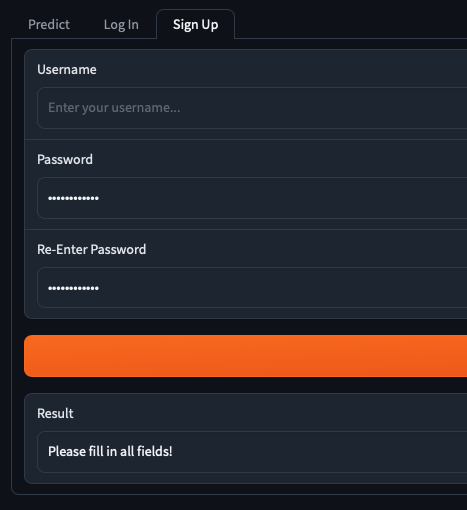 Predict Log In Sign Up
Username
Enter your username...
Password
••••••••••••
Re-Enter Password
••••••••••••
Result
Please fill in all fields!